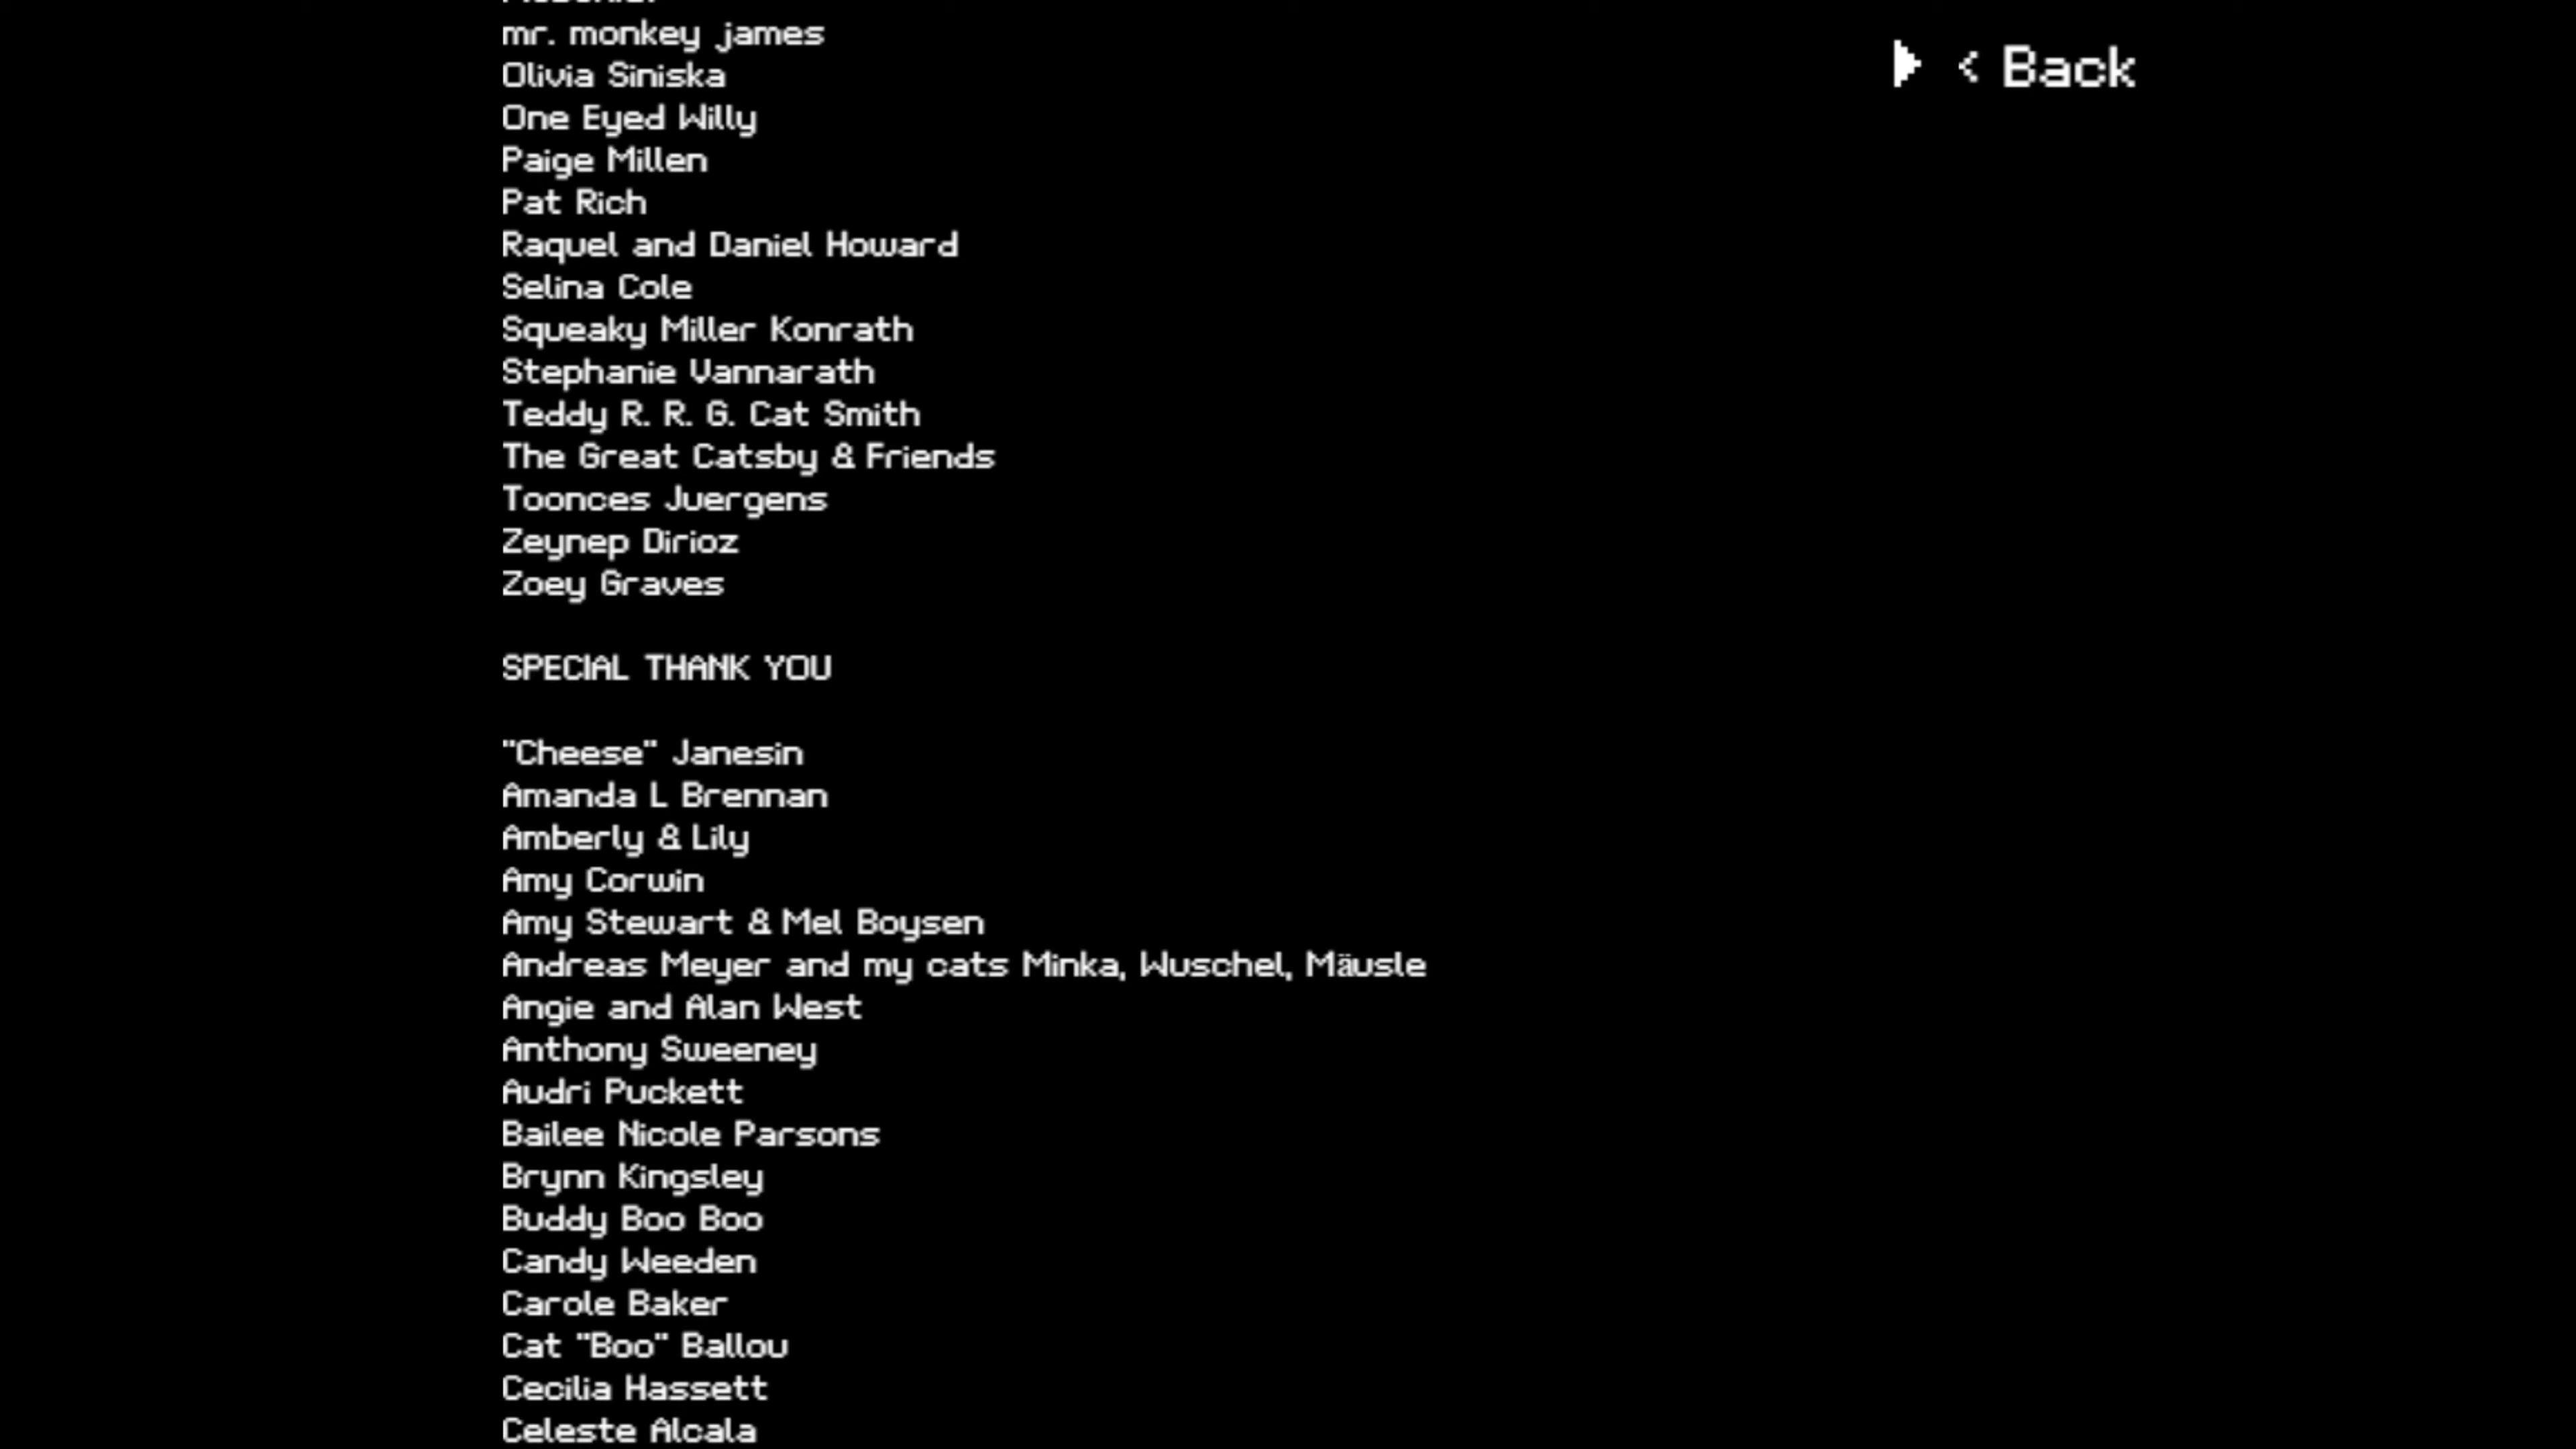 mr. monkey james
< Back
Olivia Siniska
One Eyed Willy
Paige Millen
Pat Rich
Raquel and Daniel Howard
Selina Cole
Squeaky Miller Konrath
Stephanie Vannarath
Teddy R. R. G. Cat Smith
The Great Catsby & Friends
Toonces Juergens
Zeynep Dirioz
Zoey Graves
SPECIAL THANK YOU
"Cheese" Janesin
Amanda L Brennan
Amberly & Lily
Amy Corwin
Amy Stewart & Mel Boysen
Andreas Meyer and my cats Minka, Wuschel, Mäusle
Angie and Alan West
Anthony Sweeney
Audri Puckett
Bailee Nicole Parsons
Brynn Kingsley
Buddy Boo Boo
Candy Weeden
Carole Baker
Cat "Boo" Ballou
Cecilia Hassett
Celeste Alcala